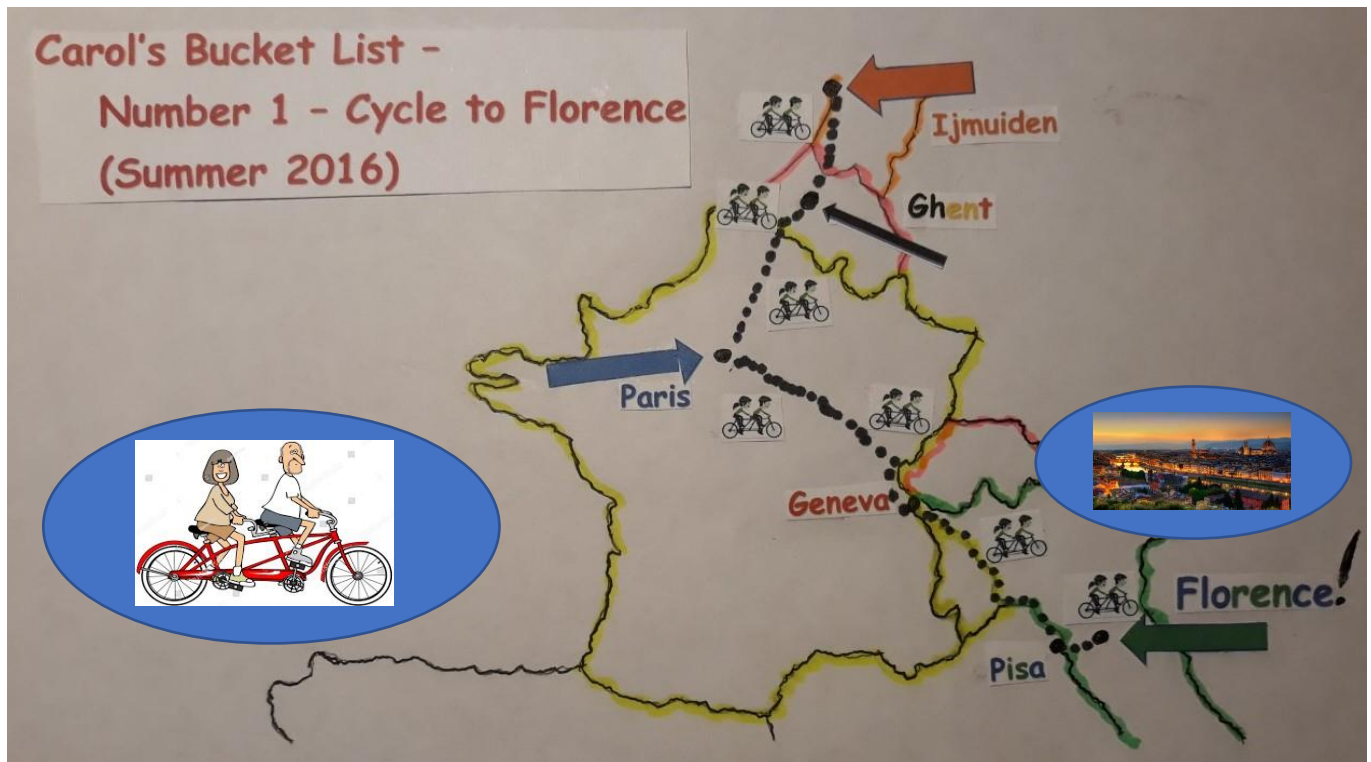 Carol's Bucket List –
Number 1 – Cycle to Florence
(Summer 2016)
Ijmuiden
Ghent
Paris
Geneva
Florence!
Pisa